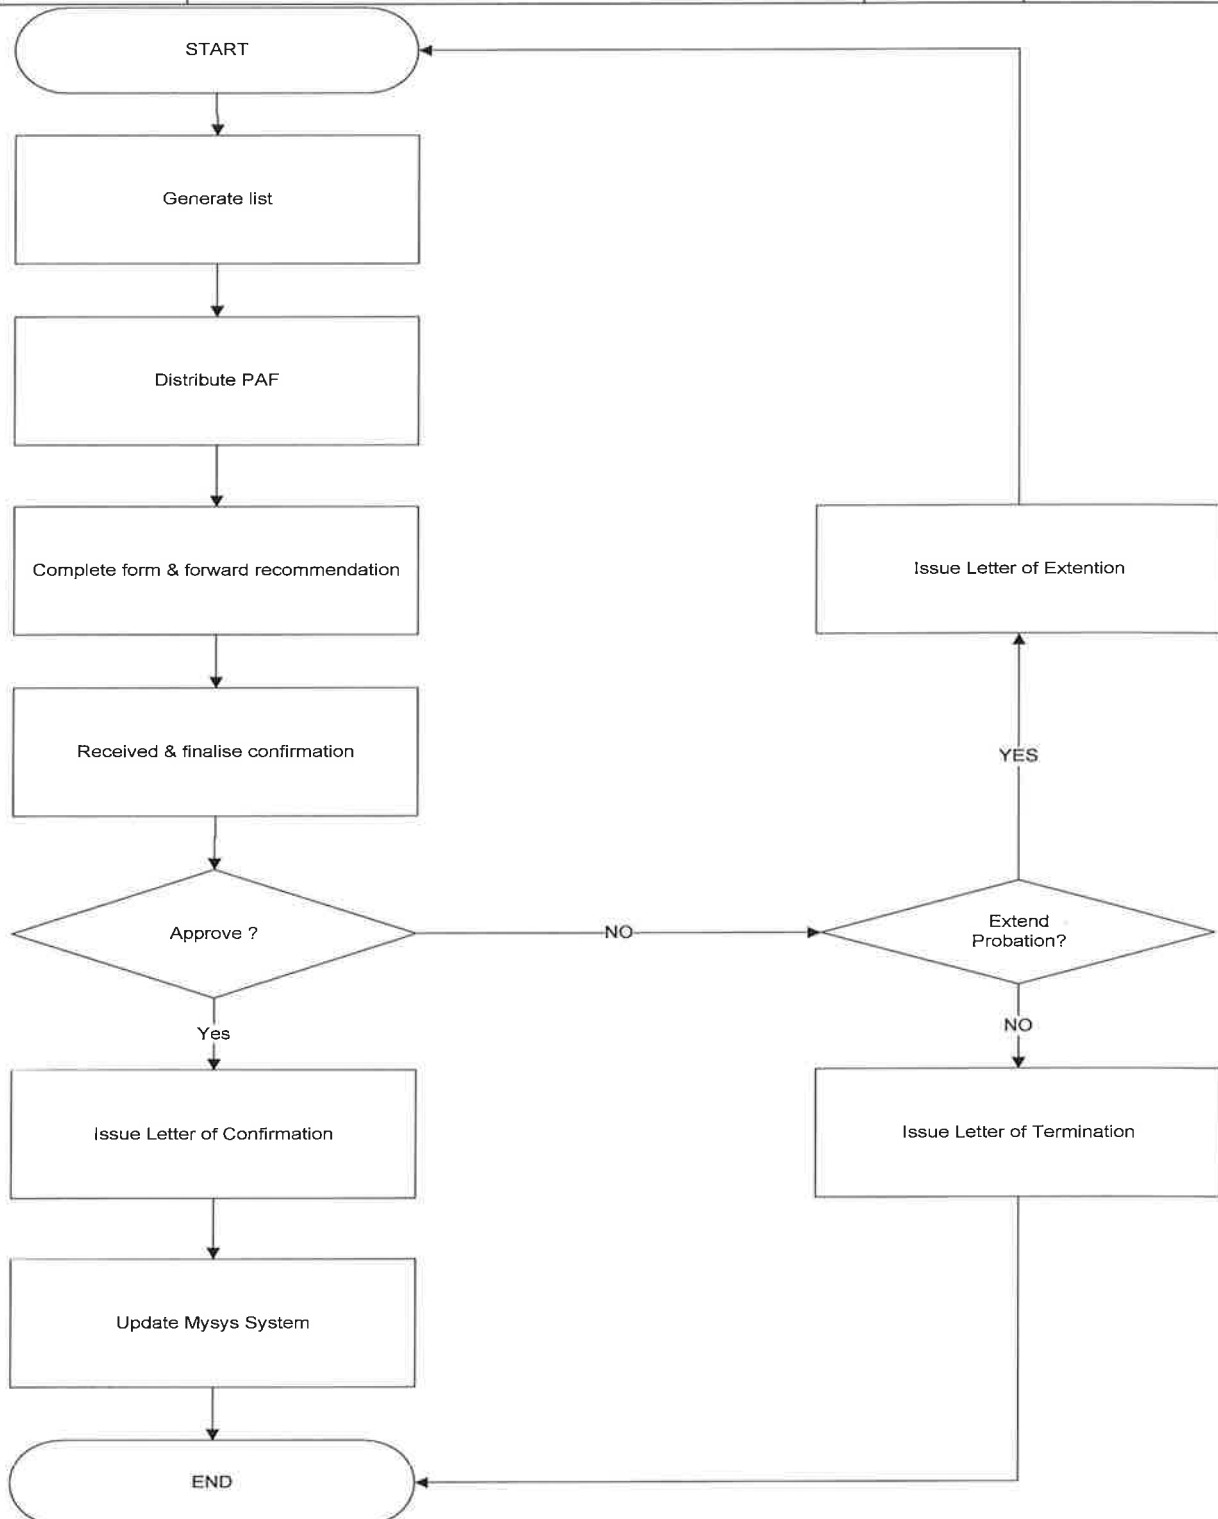 START
Generate list
Distribute PAF
Complete form & forward recommendation
Issue Letter of Extention
Received & finalise confirmation
YES
Approve ?
NO
Extend
Probation?
Yes
NO
Issue Letter of Confirmation
Issue Letter of Termination
Update Mysys System
END